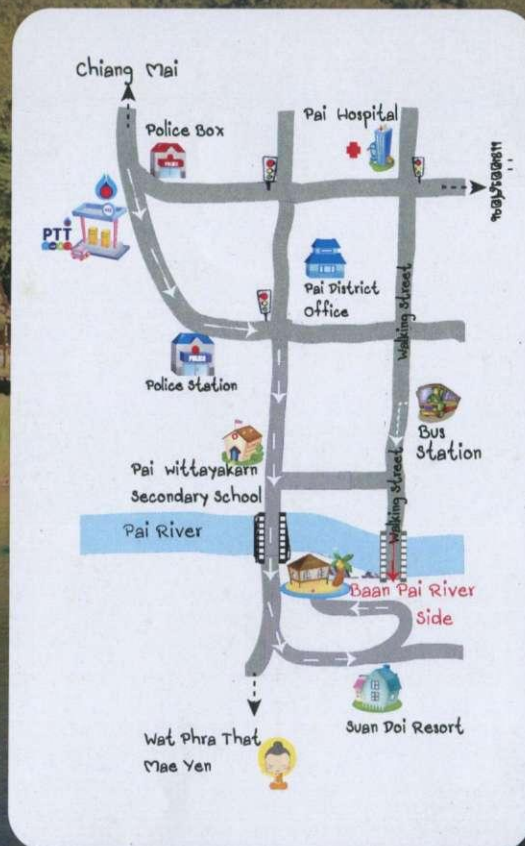 Chiang Mai
Police Box
Pai Hospital
PTT
Pai District
Office
Walking Street
Police Station
POLICE
Bus
Station
Pai Wittayakarn
Secondary School
Walking Street
Pai River
Baan Pai River
Side
Suan Doi Resort
Wat Phra That
Mae Yen